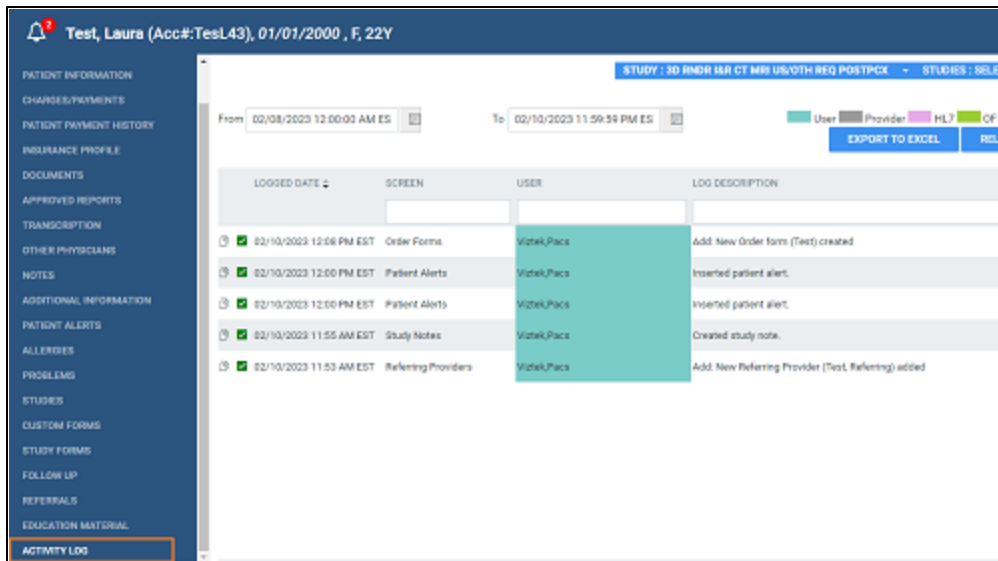 2
Test, Laura (Acc#:TesL43), 01/01/2000 , F, 22Y
PATIENT INFORMATION
CHARGES/PAYMENTS
PATIENT PAYMENT HISTORY
INSURANCE PROFILE
DOCUMENTS
APPROVED REPORTS
TRANSCRIPTION
OTHER PHYSICIANS
NOTES
ADDITIONAL INFORMATION
PATIENT ALERTS
ALLERGIES
PROBLEMS
STUDIES
CUSTOM FORMS
STUDY FORMS
FOLLOW UP
REFERRALS
EDUCATION MATERIAL
ACTIVITY LOG
STUDY : 3D RNDR I&R CT MRI US/OTH REQ POSTPCX - STUDIES : SELE
From 02/08/2023 12:00:00 AM ES To 02/10/2023 11:59:59 PM ES User Provider HL7 OF
EXPORT TO EXCEL REL
LOGGED DATE SCREEN USER LOG DESCRIPTION
02/10/2023 12:08 PM EST Order Forms Viztek,Pacs Add: New Order form (Test) created
02/10/2023 12:00 PM EST Patient Alerts Viztek,Pacs Inserted patient alert.
02/10/2023 12:00 PM EST Patient Alerts Viztek,Pacs Inserted patient alert.
02/10/2023 11:55 AM EST Study Notes Viztek,Pacs Created study note.
02/10/2023 11:53 AM EST Referring Providers Viztek,Pacs Add: New Referring Provider (Test, Referring) added